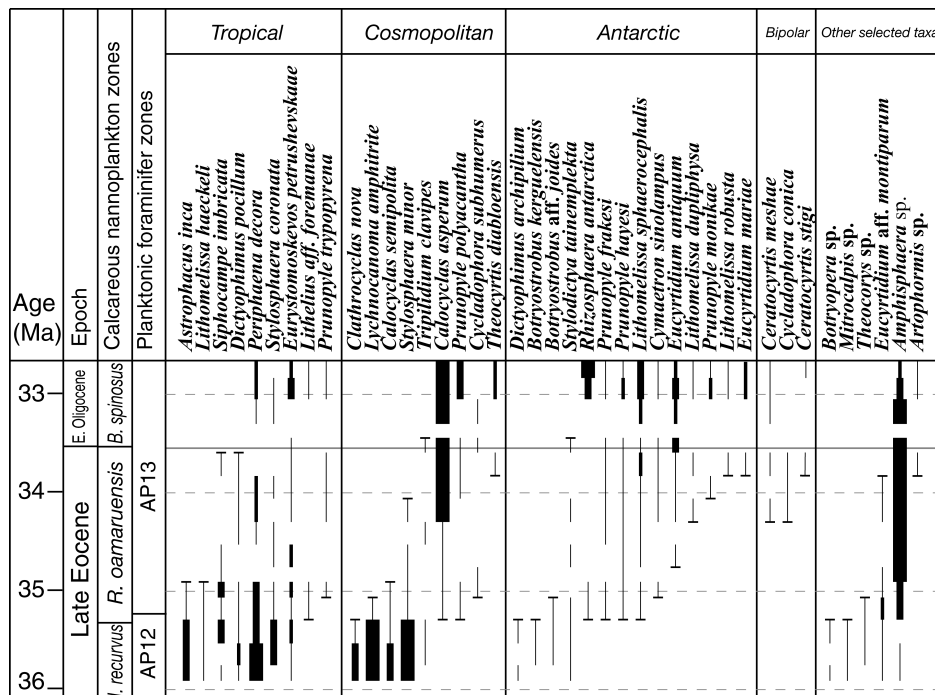 Tropical
Cosmopolitan
Antarctic
Bipolar
Other selected taxa
Age
(Ma)
Epoch
Calcareous nannoplankton zones
Planktonic foraminifer zones
Astrophacus inca
Lithomelissa haeckeli
Siphocampe imbricata
Dictyophimus pocillum
Periphaena decora
Stylosphaera coronata
Eurystomoskevos petrushevskaae
Lithelius aff. foremanae
Prunopyle trypopyrena
Clathrocyclas nova
Lychnocanoma amphitrite
Calocyclas semipolita
Stylosphaera minor
Tripilidium clavipes
Calocyclas asperum
Prunopyle polyacantha
Cycladophora subhumerus
Theocyrtis diabloensis
Dictyophimus archipilium
Botryostrobus kerguelensis
Botryostrobus aff. joides
Stylodictya tainemplekta
Rhizosphaera antarctica
Prunopyle frakesi
Prunopyle hayesi
Lithomelissa sphaerocephalis
Cymaetron sinolampas
Eucyrtidium antiquum
Lithomelissa duphiphysa
Prunopyle monikae
Lithomelissa robusta
Eucyrtidium mariae
Ceratocyrtis meshae
Cycladophora conica
Ceratocyrtis stigi
Botryopera sp.
Mitrocalpis sp.
Theocorys sp.
Eucyrtidium aff. montiparum
Amphisphaera sp.
Artophormis sp.
33
34
35
36
E. Oligocene
Late Eocene
B. spinosus
R. oamaruensis
I. recurvus
AP13
AP12